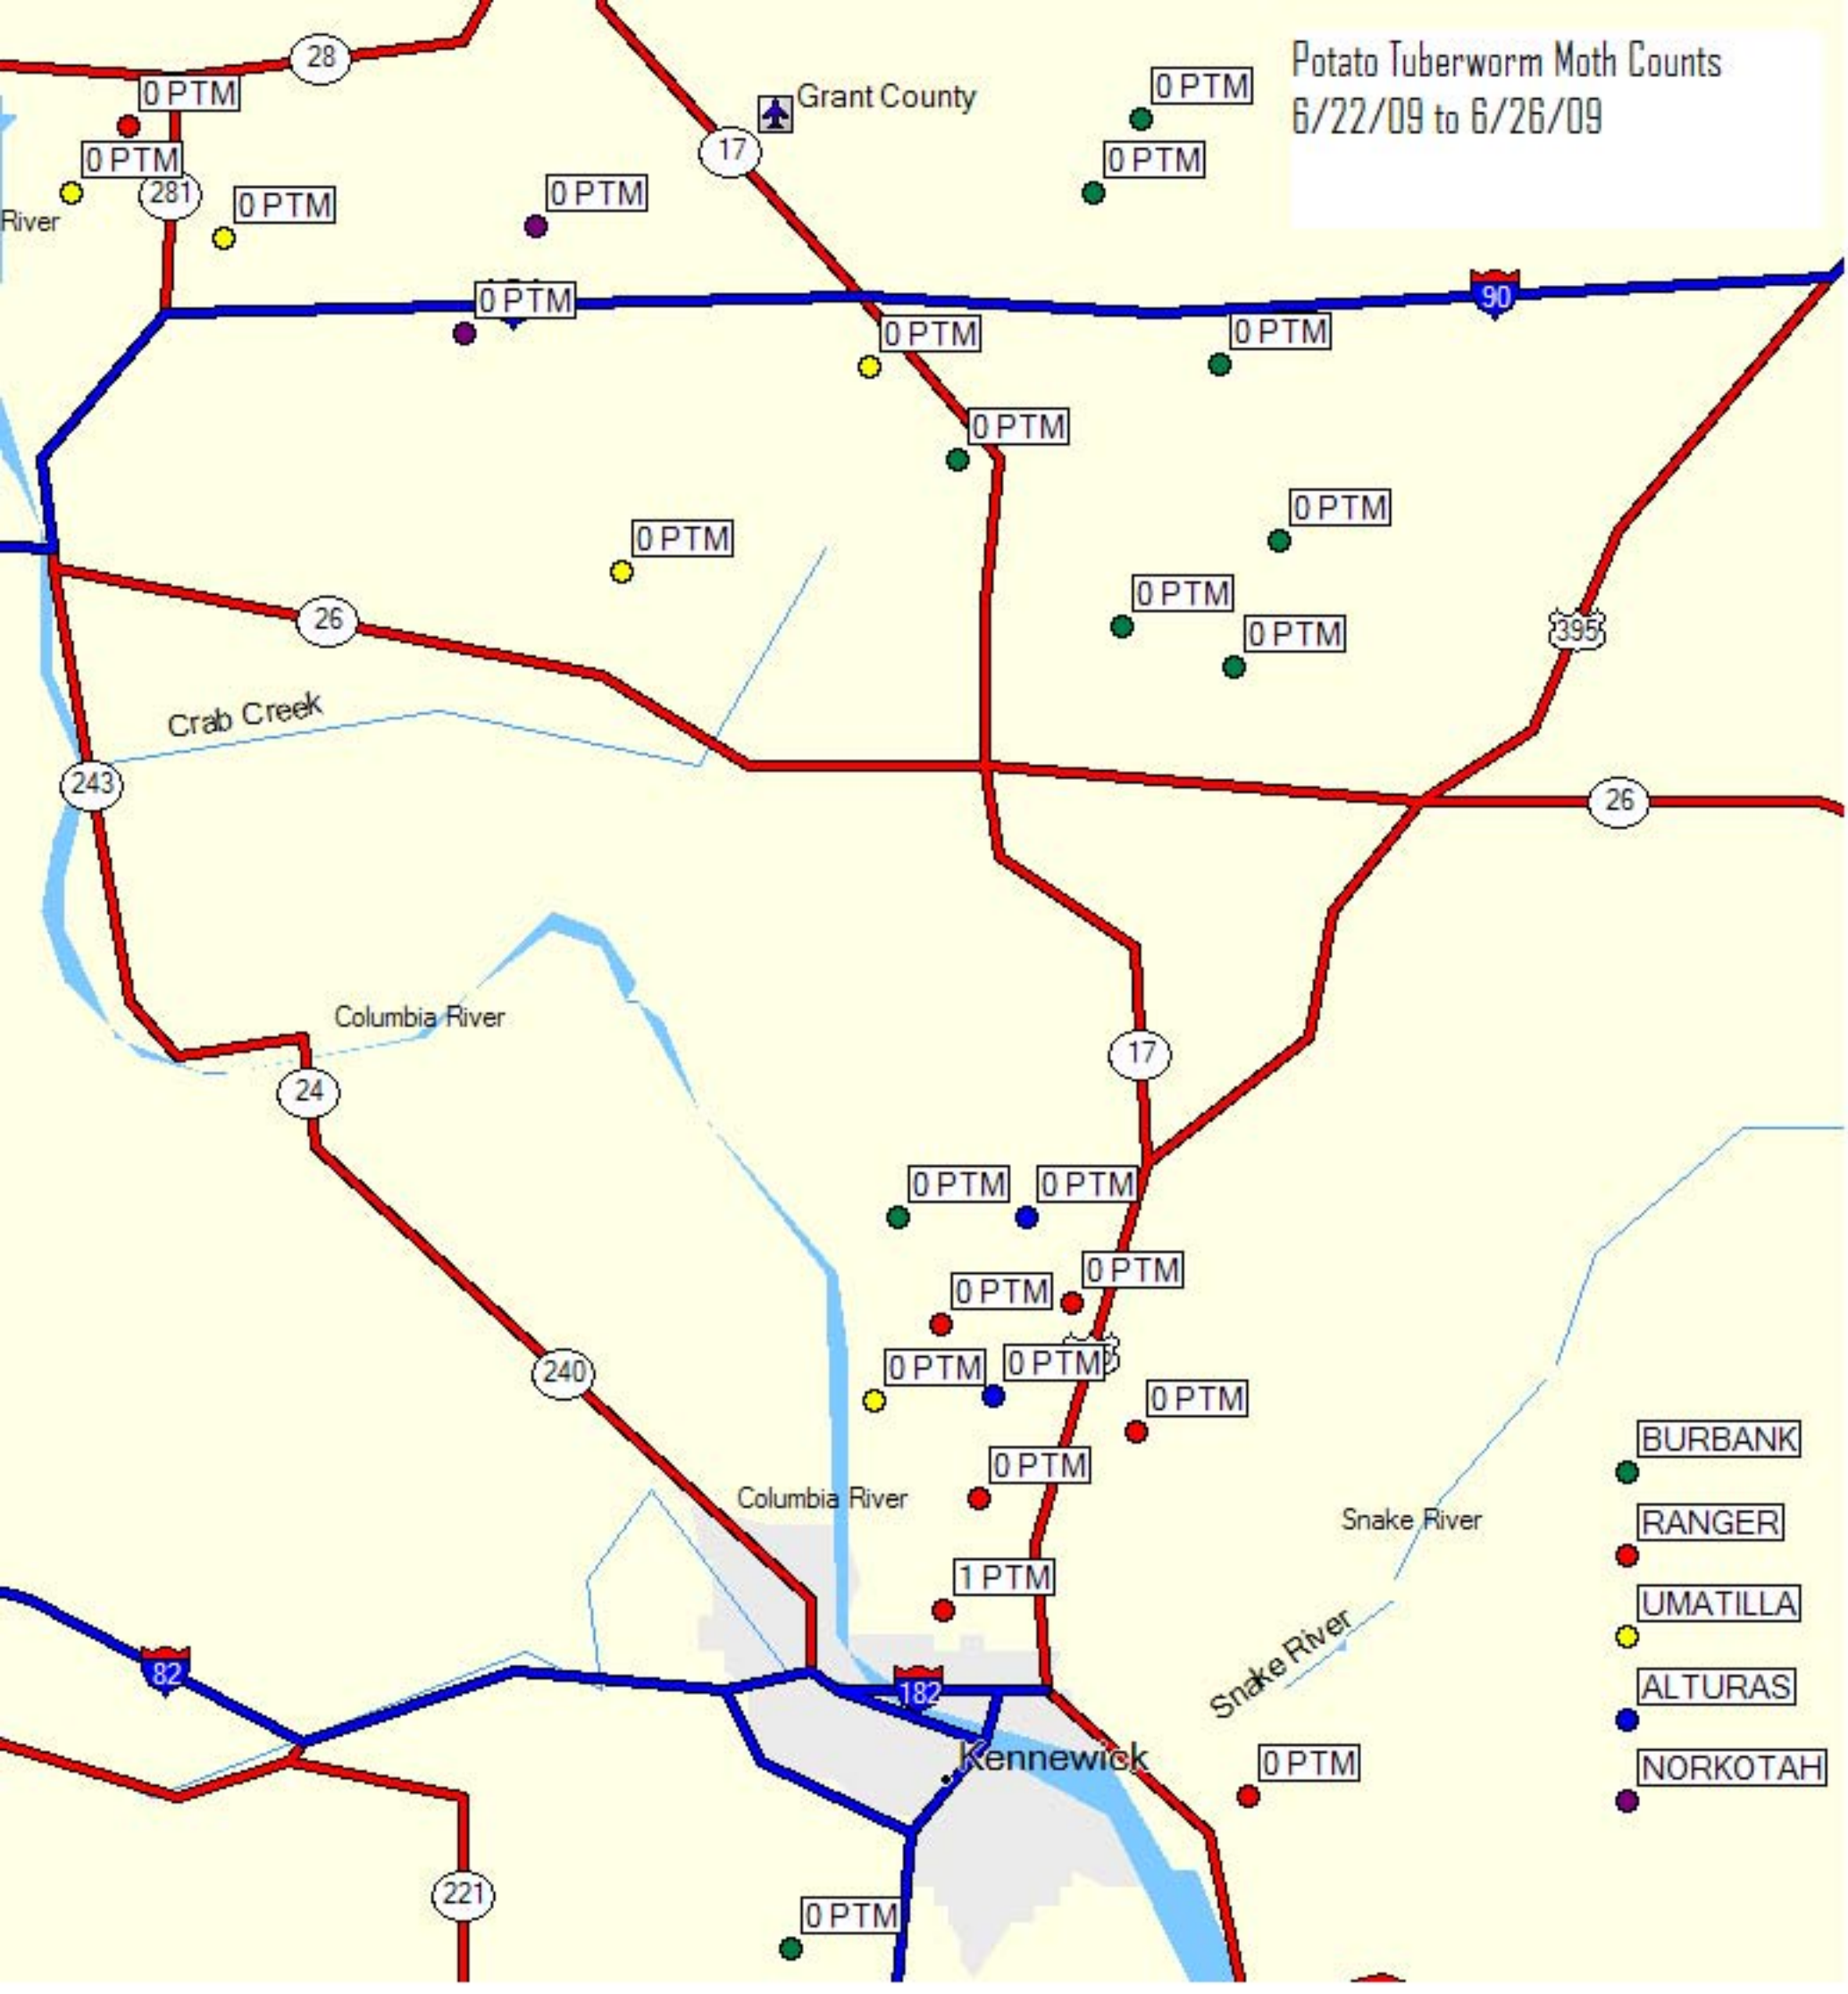 Potato Tuberworm Moth Counts
6/22/09 to 6/26/09
28
0 PTM
0 PTM
281
0 PTM
River
0 PTM
17
Grant County
0 PTM
0 PTM
0 PTM
90
0 PTM
0 PTM
0 PTM
0 PTM
0 PTM
0 PTM
0 PTM
26
395
Crab Creek
243
26
Columbia River
24
17
0 PTM
0 PTM
0 PTM
0 PTM
0 PTM
0 PTM
240
0 PTM
0 PTM
Columbia River
Snake River
1 PTM
Snake River
82
182
Kennewick
0 PTM
221
0 PTM
BURBANK
RANGER
UMATILLA
ALTURAS
NORKOTAH